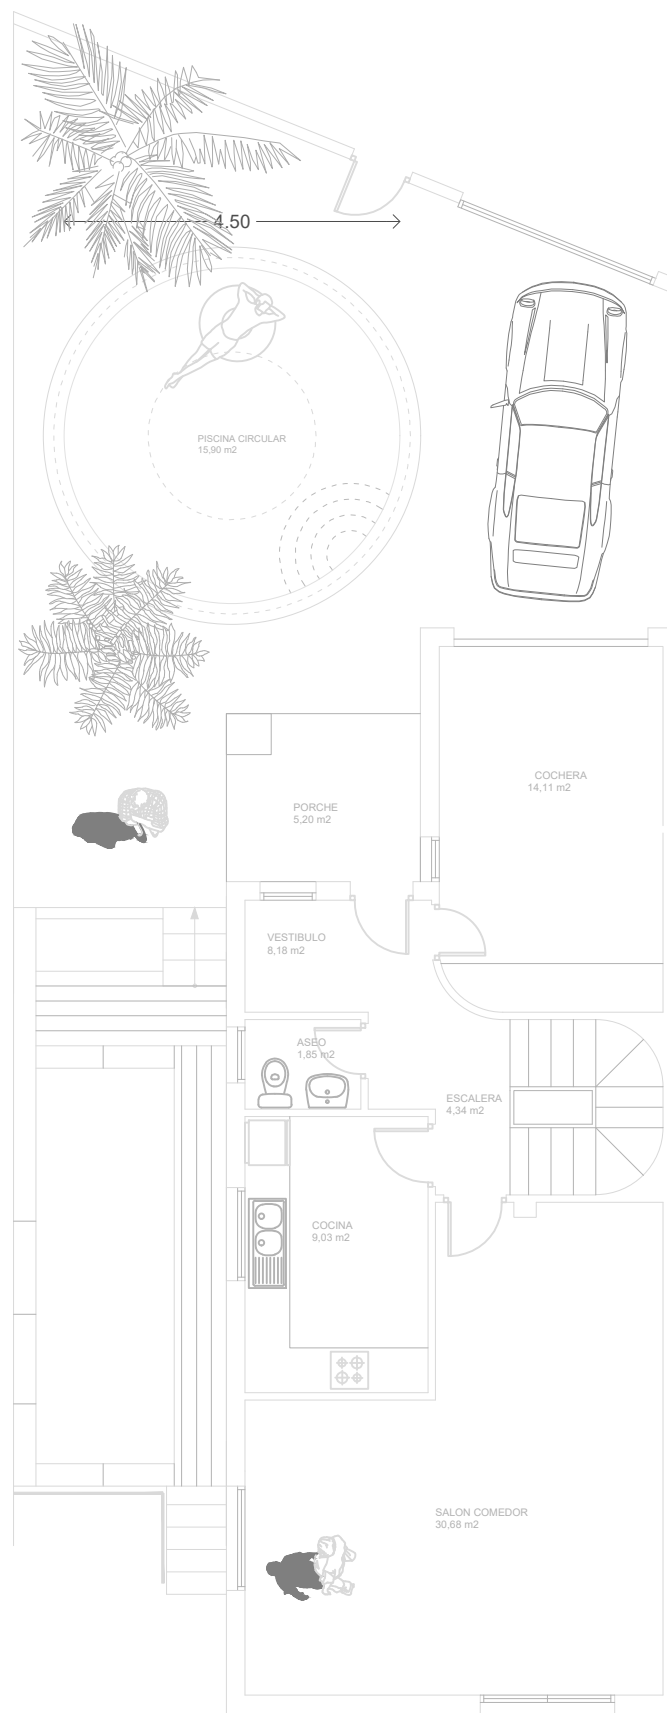 4.50
PISCINA CIRCULAR
15,90 m2
COCHERA
14,11 m2
PORCHE
5,20 m2
VESTIBULO
8,18 m2
ASEO
1,85 m2
ESCALERA
4,34 m2
COCINA
9,03 m2
SALON COMEDOR
30,68 m2